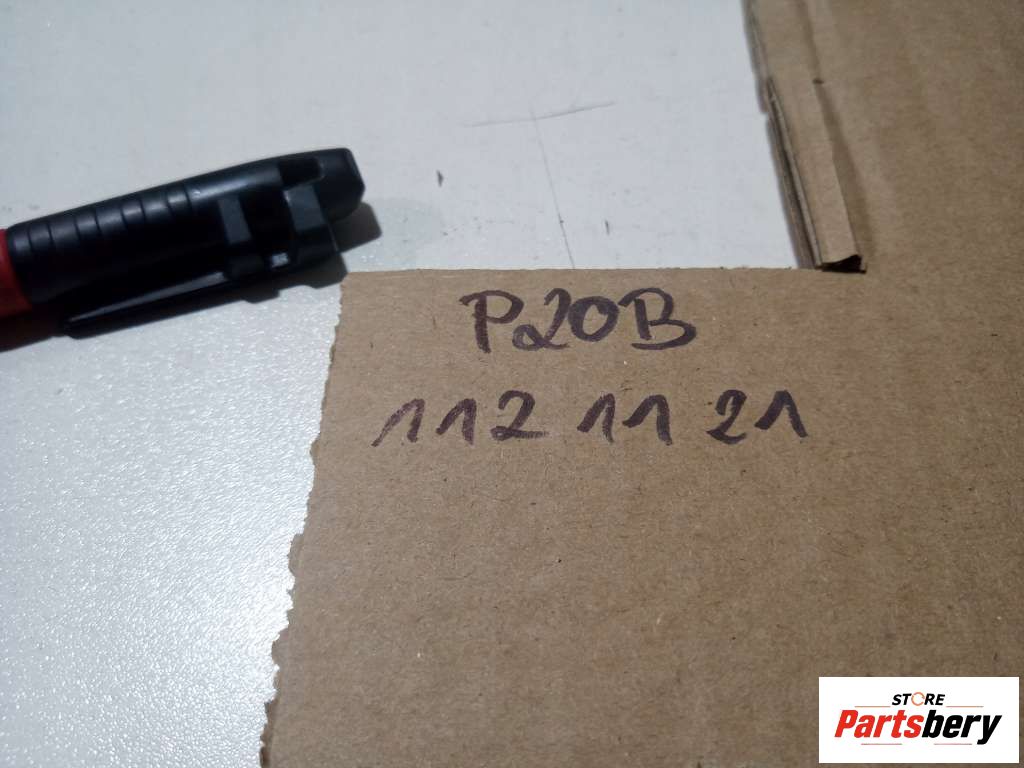 P20B
112 11 21
STORE
Partsbery